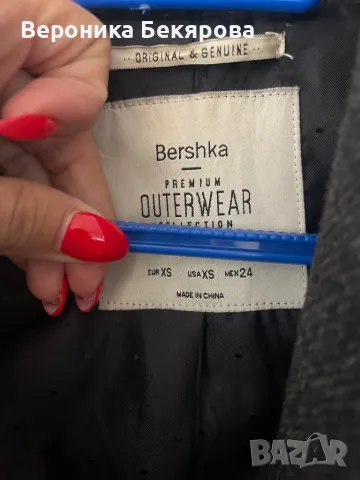 Вероника Бекярова
ORIGINAL & GENUINE
Bershka
PREMIUM
OUTERWEAR
COLLECTION
EUR XS USA XS MEX 24
MADE IN CHINA
BAZAR